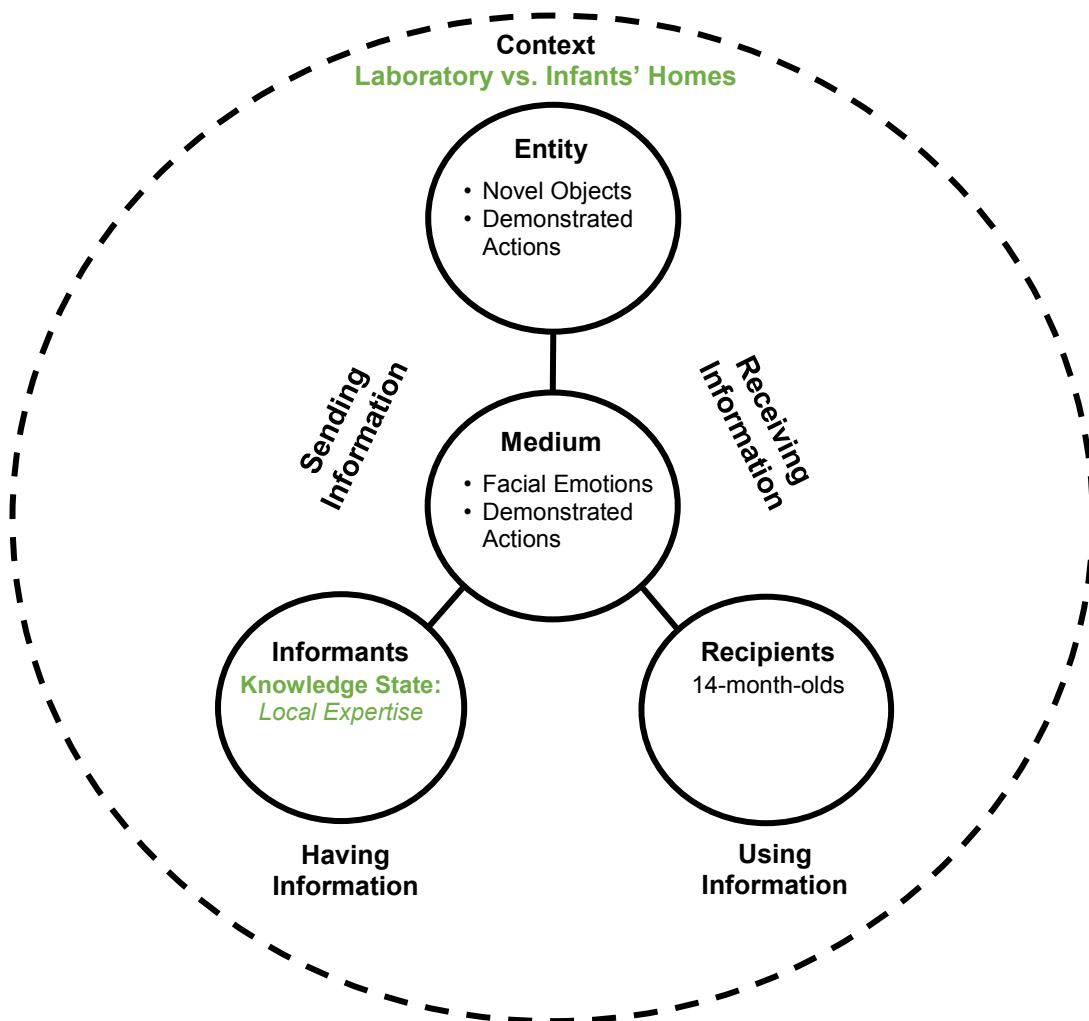 Context
Laboratory vs. Infants’ Homes
Entity
• Novel Objects
• Demonstrated
Actions
Sending
Information
Receiving
Information
Medium
• Facial Emotions
• Demonstrated
Actions
Informants
Knowledge State:
Local Expertise
Recipients
14-month-olds
Having
Information
Using
Information